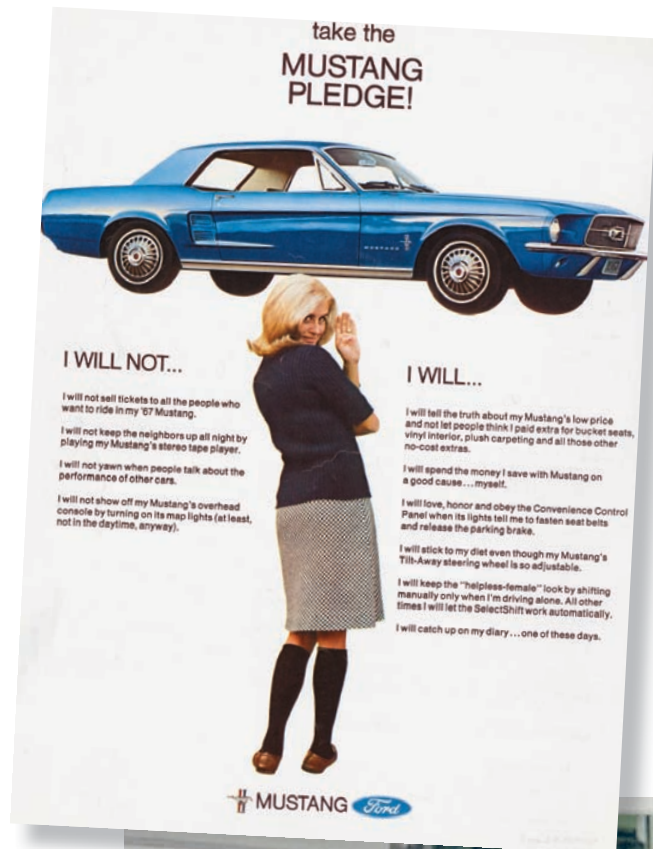 take the
MUSTANG
PLEDGE!
MUSTANG
I WILL NOT...
I will not sell tickets to all the people who
want to ride in my '67 Mustang.
I will not keep the neighbors up all night by
playing my Mustang's stereo tape player.
I will not yawn when people talk about the
performance of other cars.
I will not show off my Mustang's overhead
console by turning on its map lights (at least,
not in the daytime, anyway).
I WILL...
I will tell the truth about my Mustang's low price
and not let people think I paid extra for bucket seats,
vinyl interior, plush carpeting and all those other
no-cost extras.
I will spend the money I save with Mustang on
a good cause...myself.
I will love, honor and obey the Convenience Control
Panel when its lights tell me to fasten seat belts
and release the parking brake.
I will stick to my diet even though my Mustang's
Tilt-Away steering wheel is so adjustable.
I will keep the "helpless-female" look by shifting
manually only when I'm driving alone. All other
times I will let the SelectShift work automatically.
I will catch up on my diary...one of these days.
MUSTANG Ford